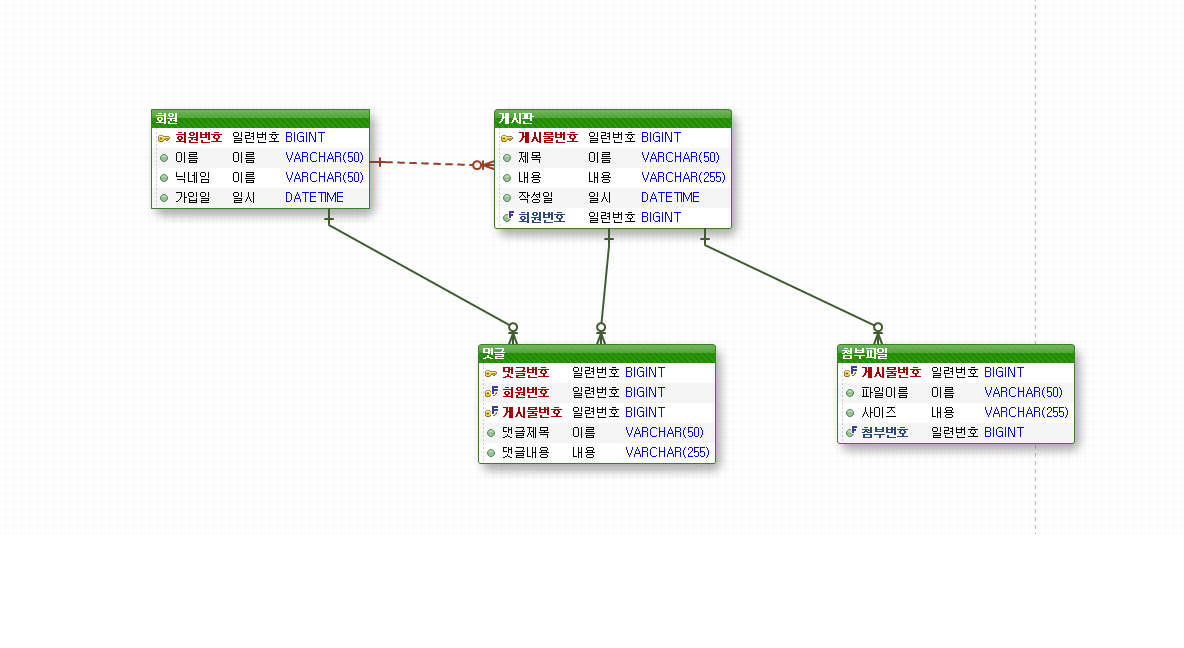 회원
회원번호 일련번호 BIGINT
이름 이름 VARCHAR(50)
닉네임 이름 VARCHAR(50)
가입일 일시 DATETIME
게시판
게시물번호 일련번호 BIGINT
제목 이름 VARCHAR(50)
내용 내용 VARCHAR(255)
작성일 일시 DATETIME
F 회원번호 일련번호 BIGINT
댓글
댓글번호 일련번호 BIGINT
F 회원번호 일련번호 BIGINT
F 게시물번호 일련번호 BIGINT
댓글제목 이름 VARCHAR(50)
댓글내용 내용 VARCHAR(255)
첨부파일
F 게시물번호 일련번호 BIGINT
파일이름 이름 VARCHAR(50)
사이즈 내용 VARCHAR(255)
F 첨부번호 일련번호 BIGINT